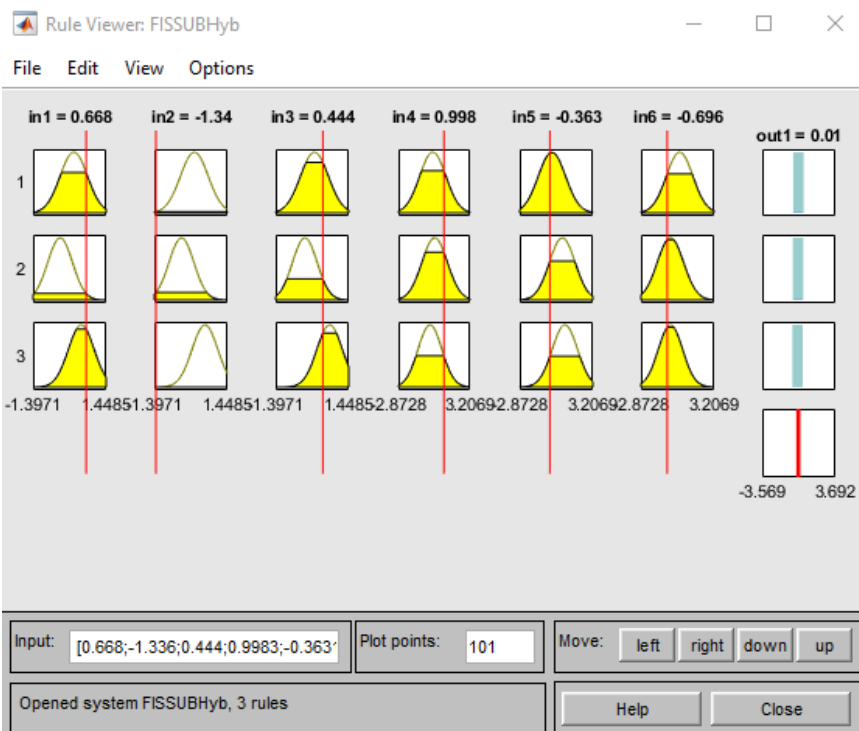 Rule Viewer: FISSUBHyb
File Edit View Options
in1 = 0.668 in2 = -1.34 in3 = 0.444 in4 = 0.998 in5 = -0.363 in6 = -0.696
out1 = 0.01
1
2
3
-1.3971 1.4485 -1.3971 1.4485 -1.3971 1.4485 -2.8728 3.2069 -2.8728 3.2069 -2.8728 3.2069
-3.569 3.692
Input: [0.668;-1.336;0.444;0.9983;-0.363 Plot points: 101 Move: left right down up
Opened system FISSUBHyb, 3 rules Help Close